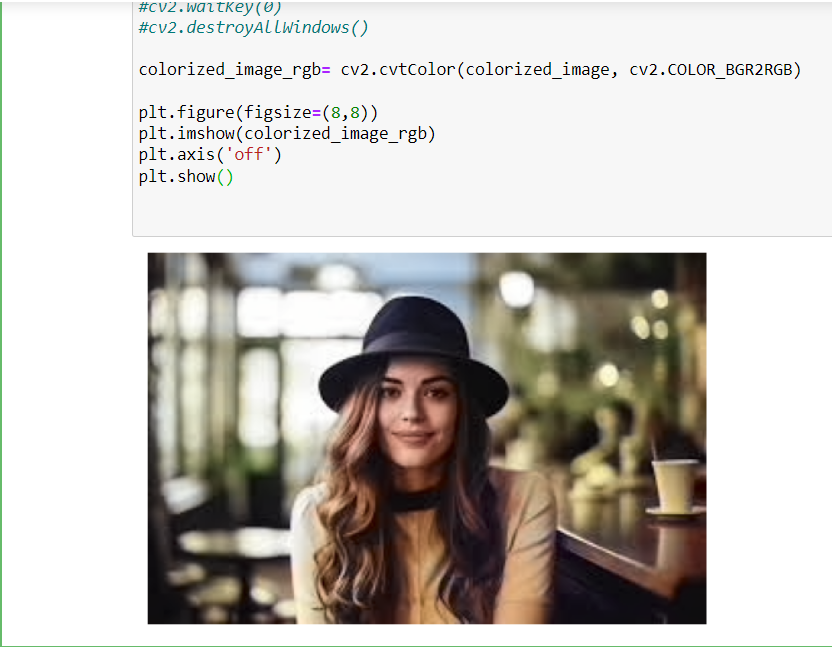 #cv2.waitKey(0)
#cv2.destroyAllWindows()
colorized_image_rgb= cv2.cvtColor(colorized_image, cv2.COLOR_BGR2RGB)
plt.figure(figsize=(8,8))
plt.imshow(colorized_image_rgb)
plt.axis('off')
plt.show()